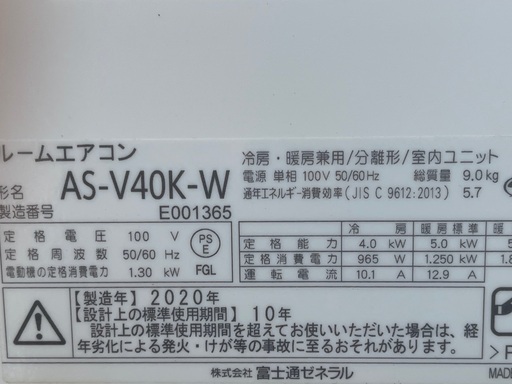 ルームエアコン
形名 AS-V40K-W
製造番号 E001365
冷房・暖房兼用/分離形/室内ユニット
電源 単相100V 50/60Hz 総質量 9.0kg
通年エネルギー消費効率(JIS C 9612:2013) 5.7
定格電圧 100 V
定格周波数 50/60 Hz
電動機の定格消費電力 1.30 kW
PS
E
FGL
冷房 暖房標準 暖
定格能力 4.0 kW 5.0 kW 5
定格消費電力 965 W 1.250 kW 1.8
運転電流 10.1 A 12.9 A
【製造年】2020年
【設計上の標準使用期間】10年
設計上の標準使用期間を超えてお使いいただいた場合は、経
年劣化による発火・けが等の事故に至るおそれがあります。
株式会社 富士通ゼネラル
>P
MADE